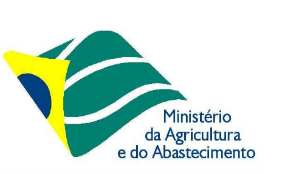 Ministério
da Agricultura
e do Abastecimento